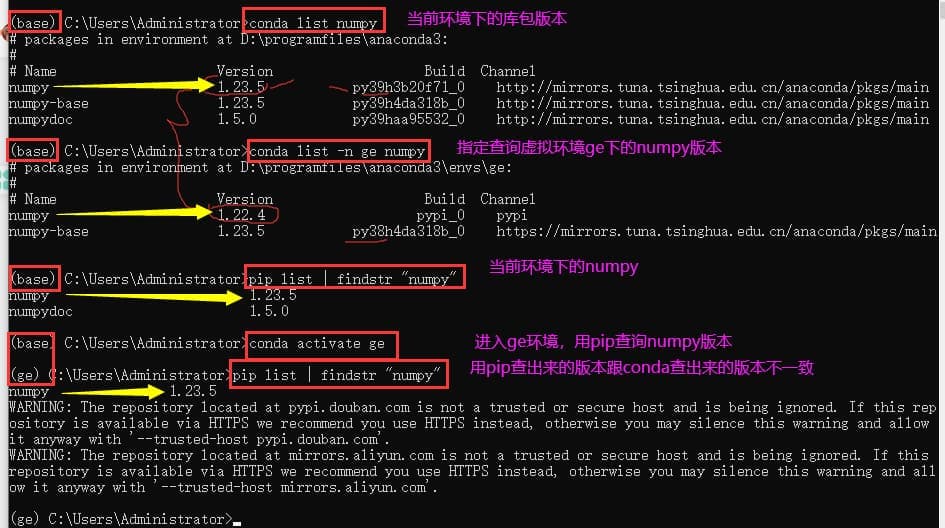 (base) C:\Users\Administrator>conda list numpy 当前环境下的库包版本
# packages in environment at D:\programfiles\anaconda3:
#
# Name Version Build Channel
numpy 1.23.5 py39h3b20f71_0 http://mirrors.tuna.tsinghua.edu.cn/anaconda/pkgs/main
numpy-base 1.23.5 py39h4da318b_0 http://mirrors.tuna.tsinghua.edu.cn/anaconda/pkgs/main
numpydoc 1.5.0 py39haa95532_0 http://mirrors.tuna.tsinghua.edu.cn/anaconda/pkgs/main
(base) C:\Users\Administrator>conda list -n ge numpy 指定查询虚拟环境ge下的numpy版本
# packages in environment at D:\programfiles\anaconda3\envs\ge:
#
# Name Version Build Channel
numpy 1.22.4 pypi_0 pypi
numpy-base 1.23.5 py38h4da318b_0 https://mirrors.tuna.tsinghua.edu.cn/anaconda/pkgs/main
(base) C:\Users\Administrator>pip list | findstr "numpy" 当前环境下的numpy
numpy 1.23.5
numpydoc 1.5.0
(base) C:\Users\Administrator>conda activate ge 进入ge环境，用pip查询numpy版本
用pip查出来的版本跟conda查出来的版本不一致
(ge) C:\Users\Administrator>pip list | findstr "numpy"
numpy 1.23.5
WARNING: The repository located at pypi.douban.com is not a trusted or secure host and is being ignored. If this rep
ository is available via HTTPS we recommend you use HTTPS instead, otherwise you may silence this warning and allow
it anyway with '--trusted-host pypi.douban.com'.
WARNING: The repository located at mirrors.aliyun.com is not a trusted or secure host and is being ignored. If this
repository is available via HTTPS we recommend you use HTTPS instead, otherwise you may silence this warning and all
ow it anyway with '--trusted-host mirrors.aliyun.com'.
(ge) C:\Users\Administrator>